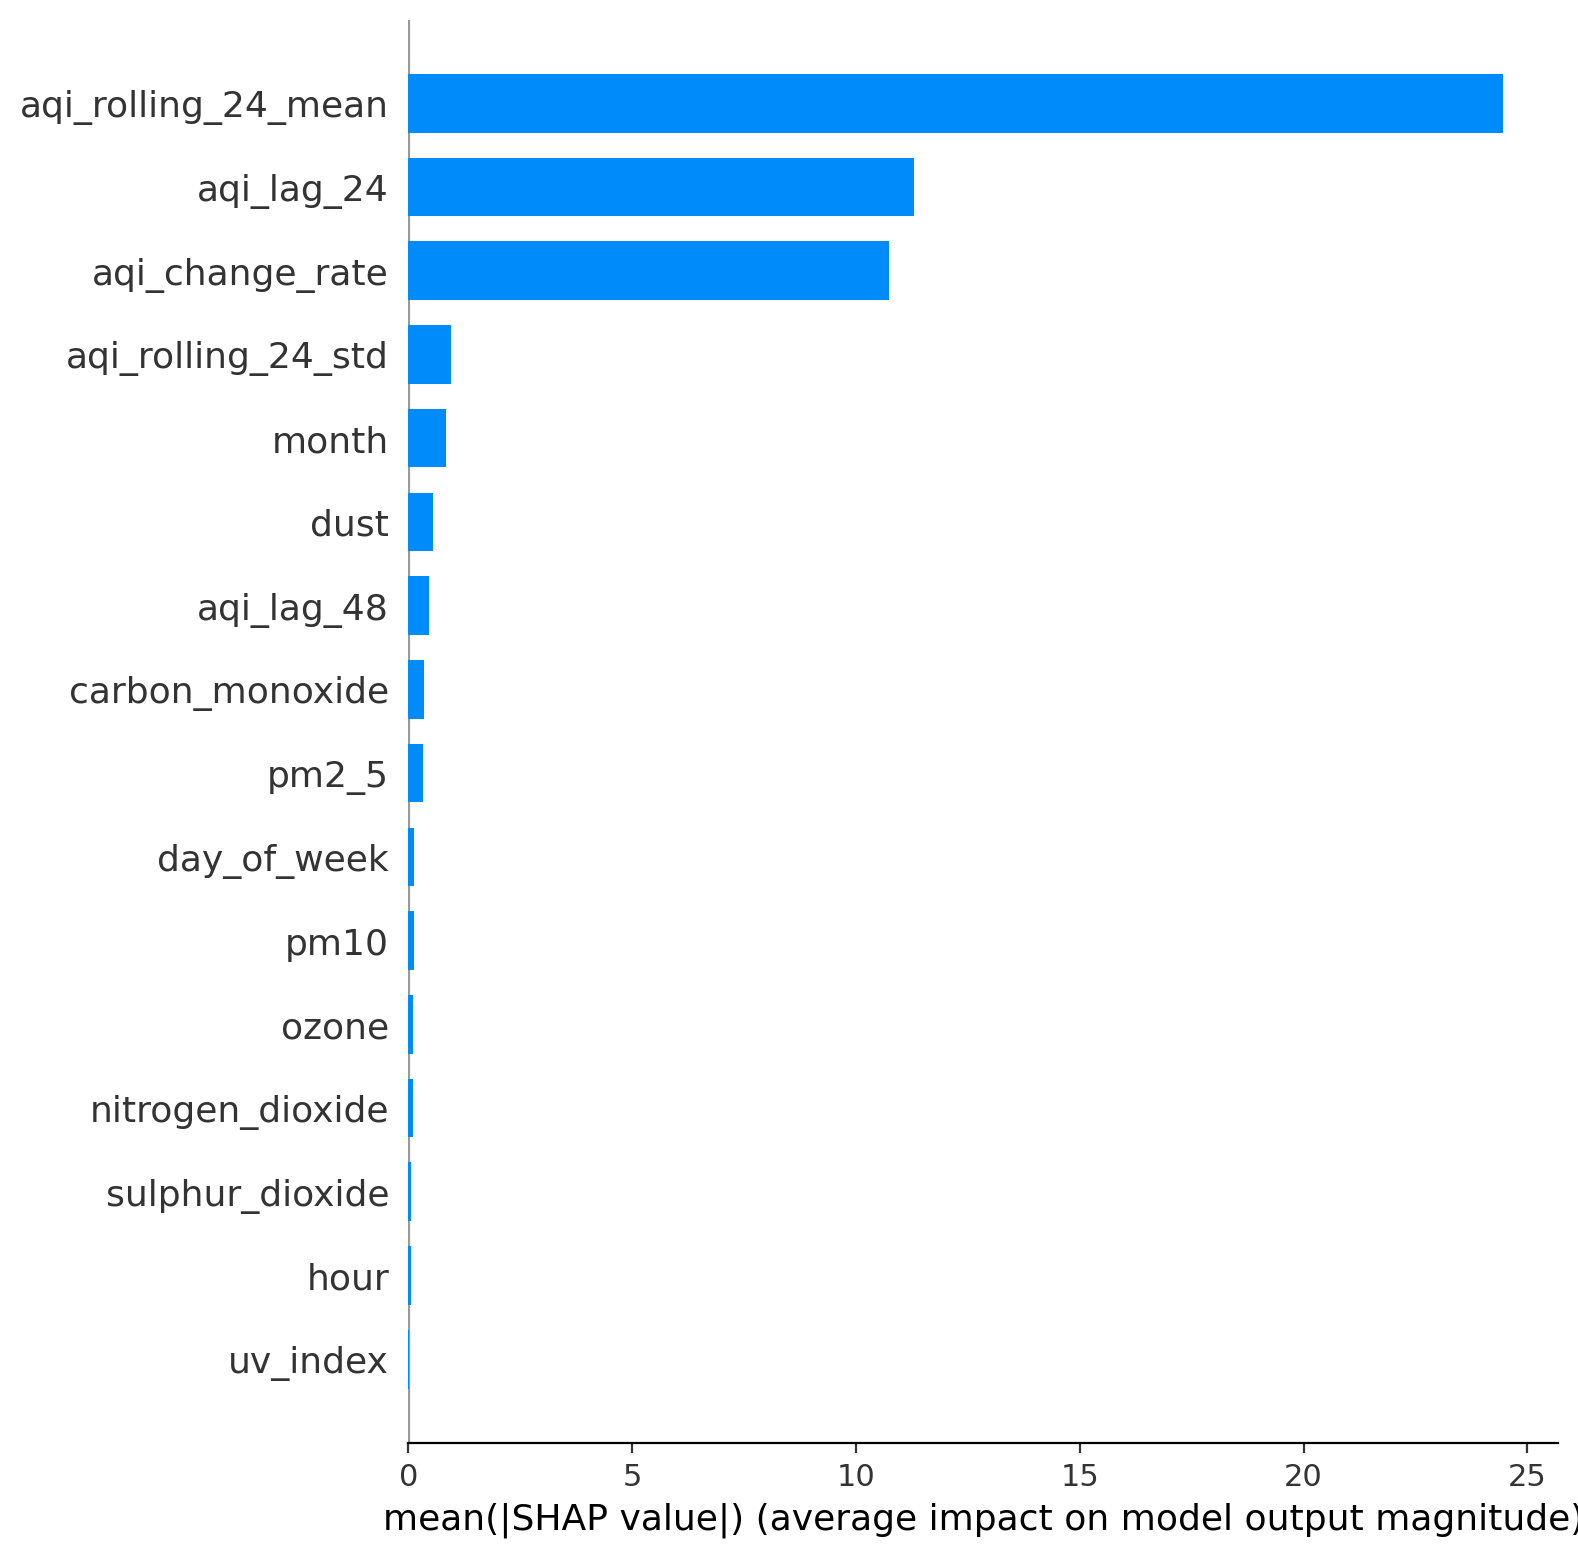 aqi_rolling_24_mean
aqi_lag_24
aqi_change_rate
aqi_rolling_24_std
month
dust
aqi_lag_48
carbon_monoxide
pm2_5
day_of_week
pm10
ozone
nitrogen_dioxide
sulphur_dioxide
hour
uv_index
0 5 10 15 20 25
mean(|SHAP value|) (average impact on model output magnitude)